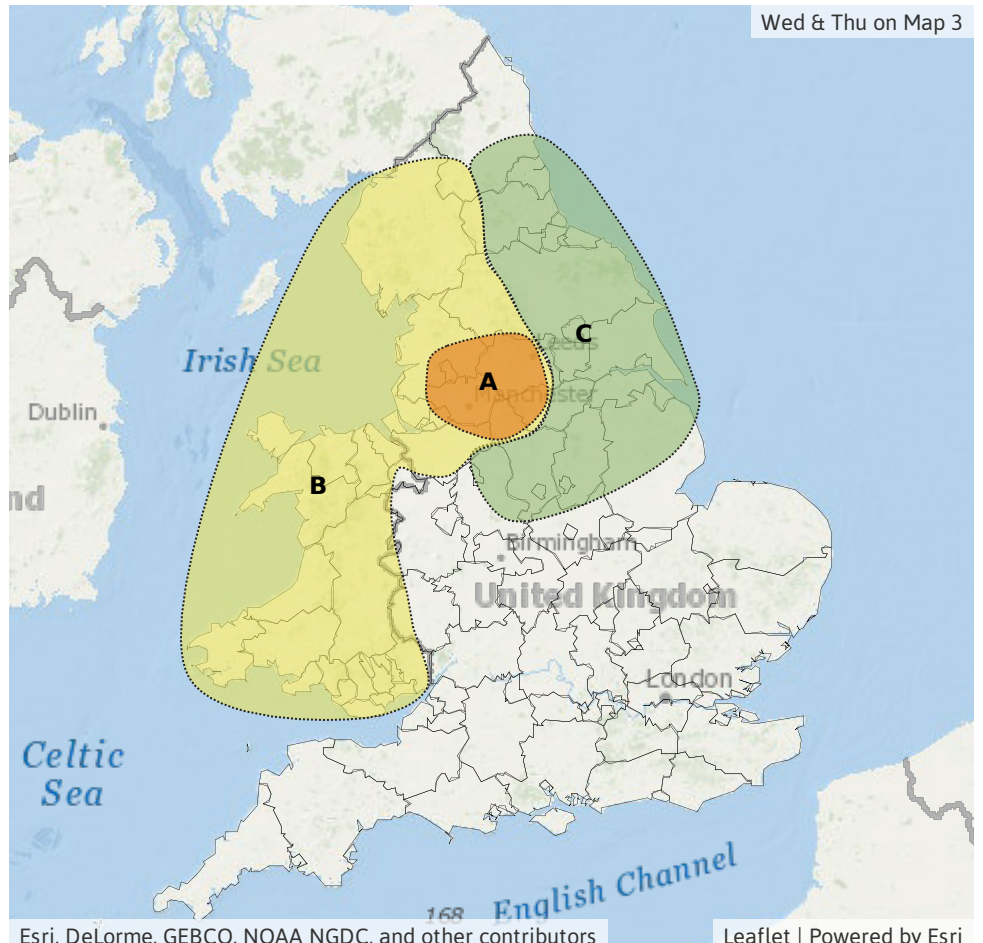 Wed & Thu on Map 3
Irish Sea
C
Leeds
A
Manchester
Dublin
B
nd
Birmingham
United Kingdom
London
Celtic
Sea
English Channel
168
Esri, DeLorme, GEBCO, NOAA NGDC, and other contributors
Leaflet | Powered by Esri